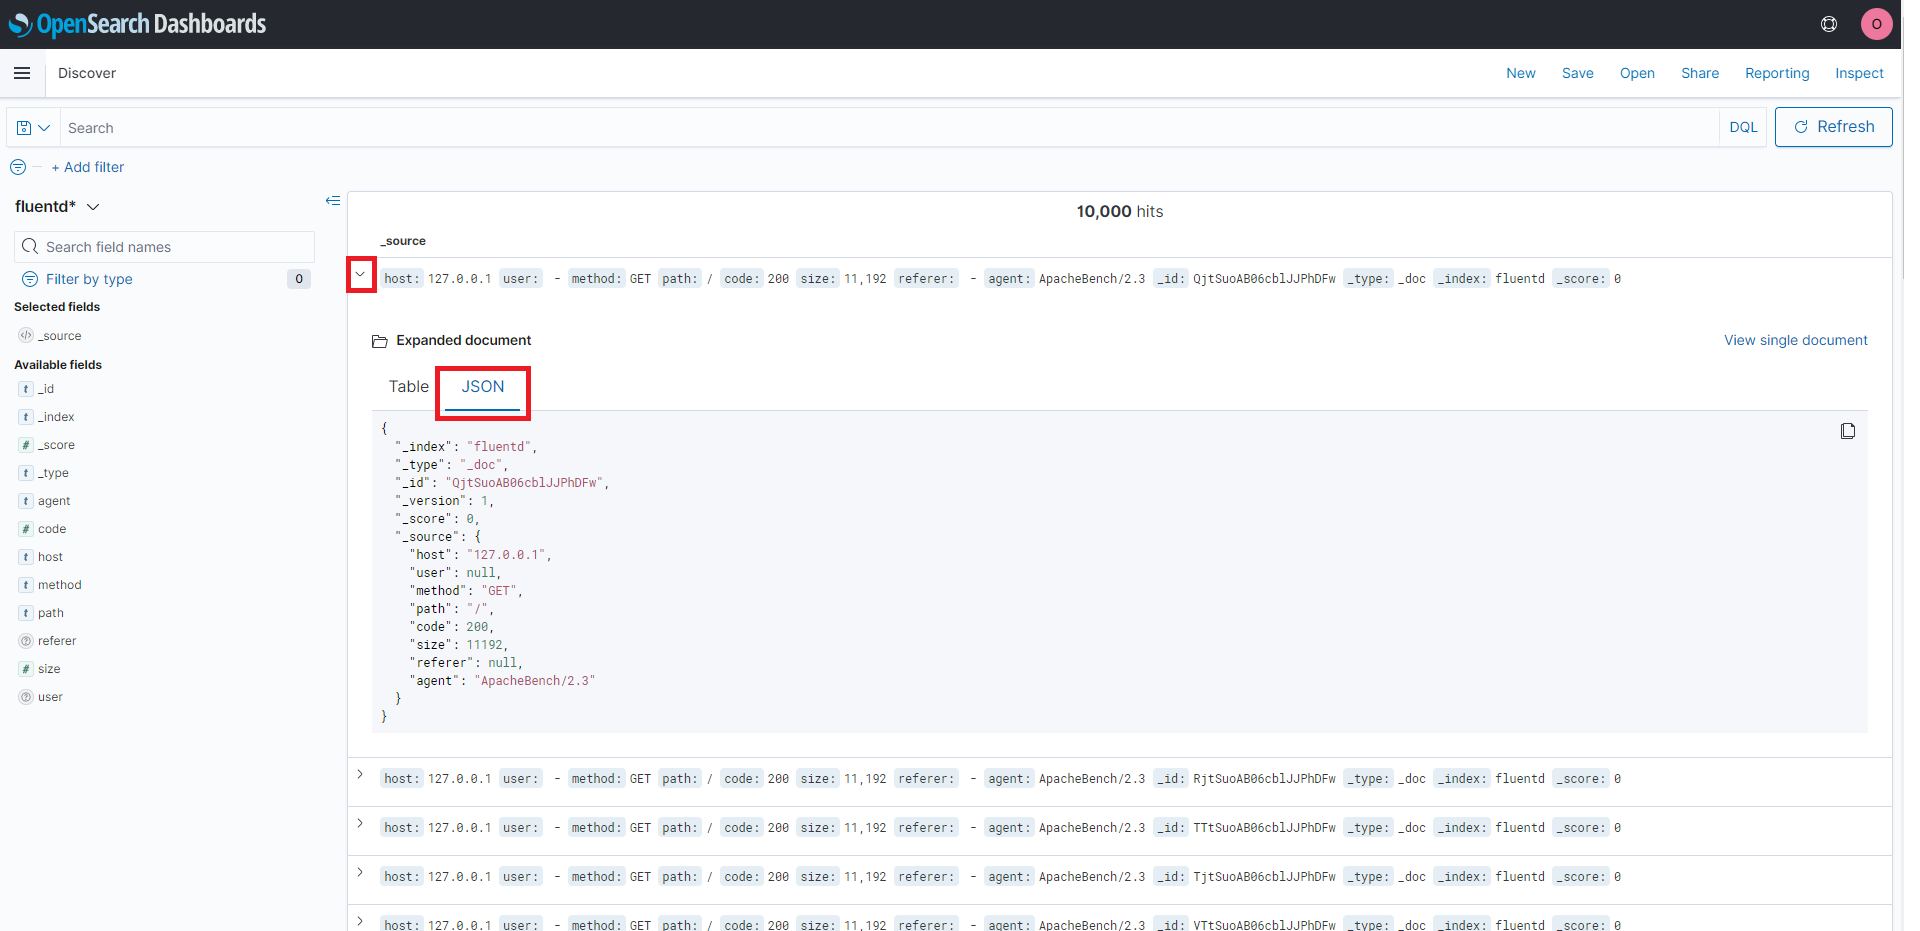 OpenSearch Dashboards
O
Discover
New Save Open Share Reporting Inspect
Search
DQL
Refresh
+ Add filter
fluentd*
Search field names
Filter by type 0
Selected fields
_source
Available fields
_id
_index
_score
_type
agent
code
host
method
path
referer
size
user
10,000 hits
_source
host: 127.0.0.1 user: - method: GET path: / code: 200 size: 11,192 referer: - agent: ApacheBench/2.3 _id: QjtSuoAB06cblJJPhDFw _type: _doc _index: fluentd _score: 0
Expanded document
View single document
Table JSON
{
"_index": "fluentd",
"_type": "_doc",
"_id": "QjtSuoAB06cblJJPhDFw",
"_version": 1,
"_score": 0,
"_source": {
"host": "127.0.0.1",
"user": null,
"method": "GET",
"path": "/",
"code": 200,
"size": 11192,
"referer": null,
"agent": "ApacheBench/2.3"
}
}
host: 127.0.0.1 user: - method: GET path: / code: 200 size: 11,192 referer: - agent: ApacheBench/2.3 _id: RjtSuoAB06cblJJPhDFw _type: _doc _index: fluentd _score: 0
host: 127.0.0.1 user: - method: GET path: / code: 200 size: 11,192 referer: - agent: ApacheBench/2.3 _id: TTtSuoAB06cblJJPhDFw _type: _doc _index: fluentd _score: 0
host: 127.0.0.1 user: - method: GET path: / code: 200 size: 11,192 referer: - agent: ApacheBench/2.3 _id: TjtSuoAB06cblJJPhDFw _type: _doc _index: fluentd _score: 0
host: 127.0.0.1 user: - method: GET path: / code: 200 size: 11,192 referer: - agent: ApacheBench/2.3 _id: VTtSuoAB06cblJJPhDFw _type: _doc _index: fluentd _score: 0